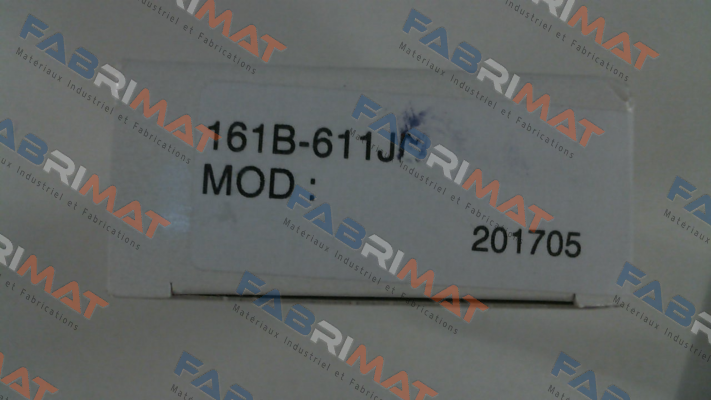 161B-611J
MOD :
201705
FABRIMAT
Materiaux Industriel et Fabrications